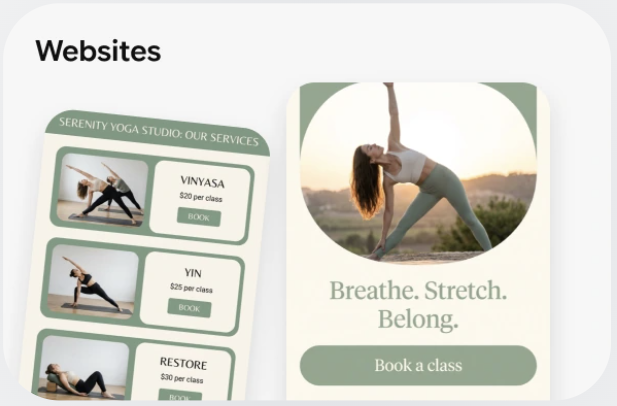 Websites
SERENITY YOGA STUDIO: OUR SERVICES
VINYASA
$20 per class
BOOK
YIN
$25 per class
BOOK
RESTORE
$30 per class
BOOK
Breathe. Stretch.
Belong.
Book a class